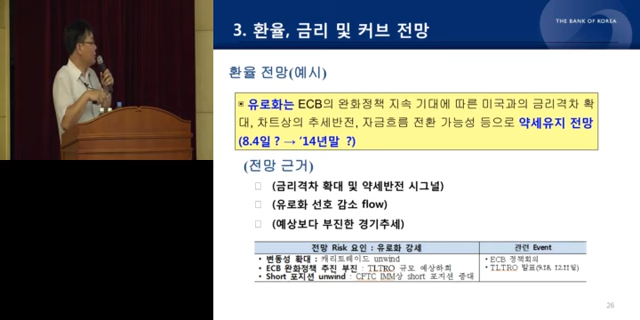 THE BANK OF KOREA
3. 환율, 금리 및 커브 전망
환율 전망(예시)
▣ 유로화는 ECB의 완화정책 지속 기대에 따른 미국과의 금리격차 확
대, 차트상의 추세반전, 자금흐름 전환 가능성 등으로 약세유지 전망
(8.4일 ? → ‘14년말 ?)
(전망 근거)
□ (금리격차 확대 및 약세반전 시그널)
□ (유로화 선호 감소 flow)
□ (예상보다 부진한 경기추세)
전망 Risk 요인 : 유로화 강세 관련 Event
• 변동성 확대 : 캐리트레이드 unwind • ECB 정책회의
• ECB 완화정책 추진 부진 : TLTRO 규모 예상하회 • TLTRO 발표(9.18, 12.11일)
• Short 포지션 unwind : CFTC IMM상 short 포지션 증대
26